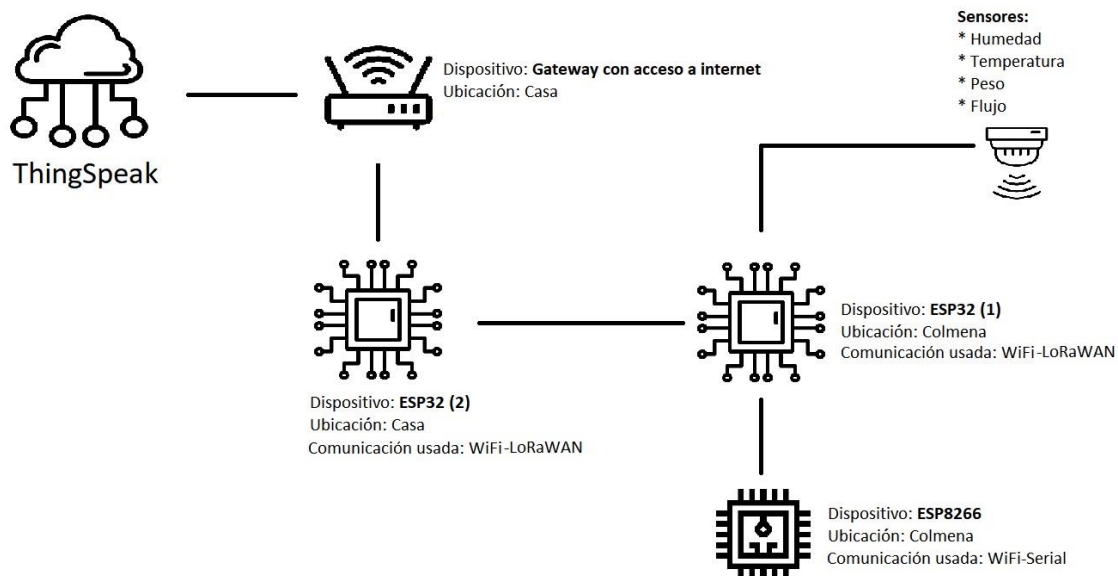 ThingSpeak
Dispositivo: Gateway con acceso a internet
Ubicación: Casa
Sensores:
* Humedad
* Temperatura
* Peso
* Flujo
Dispositivo: ESP32 (2)
Ubicación: Casa
Comunicación usada: WiFi-LoRaWAN
Dispositivo: ESP32 (1)
Ubicación: Colmena
Comunicación usada: WiFi-LoRaWAN
Dispositivo: ESP8266
Ubicación: Colmena
Comunicación usada: WiFi-Serial